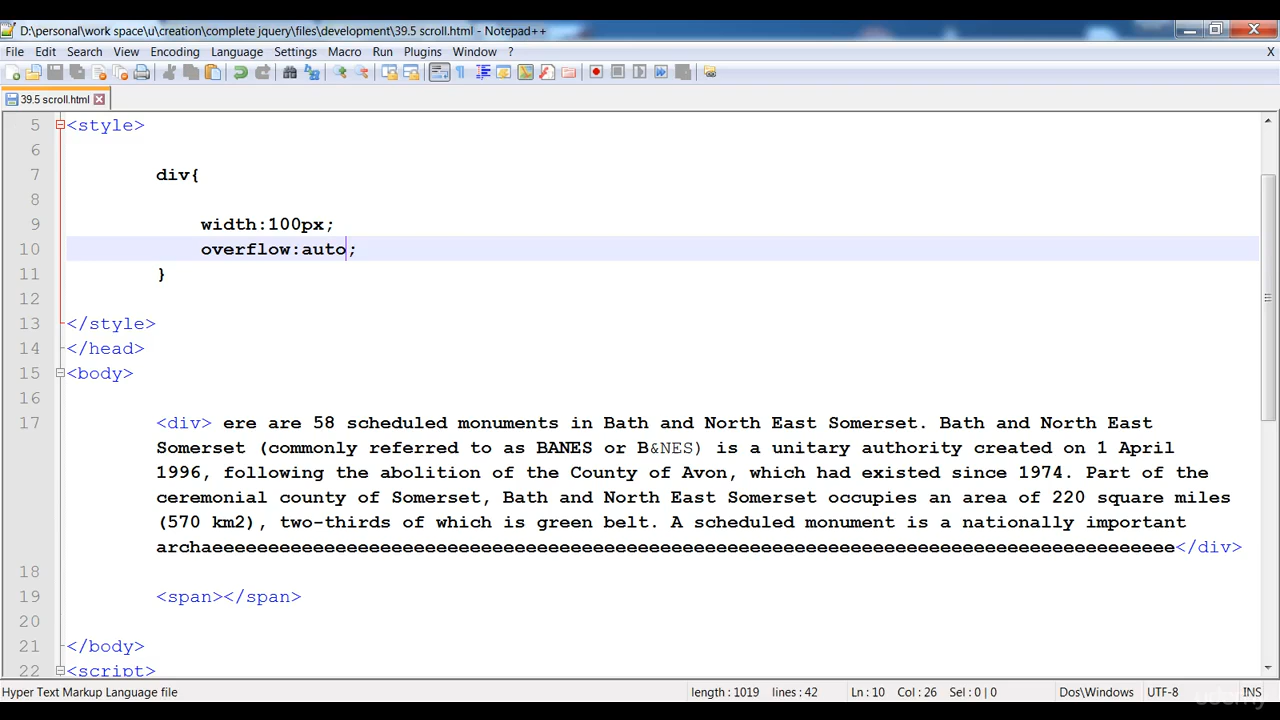 D:\personal\work space\u\creation\complete jquery\files\development\39.5 scroll.html - Notepad++
File Edit Search View Encoding Language Settings Macro Run Plugins Window ? X
39.5 scroll.html
5 <style>
6
7 div{
8
9 width:100px;
10 overflow:auto;
11 }
12
13 </style>
14 </head>
15 <body>
16
17 <div> ere are 58 scheduled monuments in Bath and North East Somerset. Bath and North East
Somerset (commonly referred to as BANES or B&NES) is a unitary authority created on 1 April
1996, following the abolition of the County of Avon, which had existed since 1974. Part of the
ceremonial county of Somerset, Bath and North East Somerset occupies an area of 220 square miles
(570 km2), two-thirds of which is green belt. A scheduled monument is a nationally important
archaeeeeeeeeeeeeeeeeeeeeeeeeeeeeeeeeeeeeeeeeeeeeeeeeeeeeeeeeeeeeeeeeeeeeeeeeeeeeeeeeeeee</div>
18
19 <span></span>
20
21 </body>
22 <script>
Hyper Text Markup Language file length : 1019 lines : 42 Ln : 10 Col : 26 Sel : 0 | 0 Dos\Windows UTF-8 INS
udemy